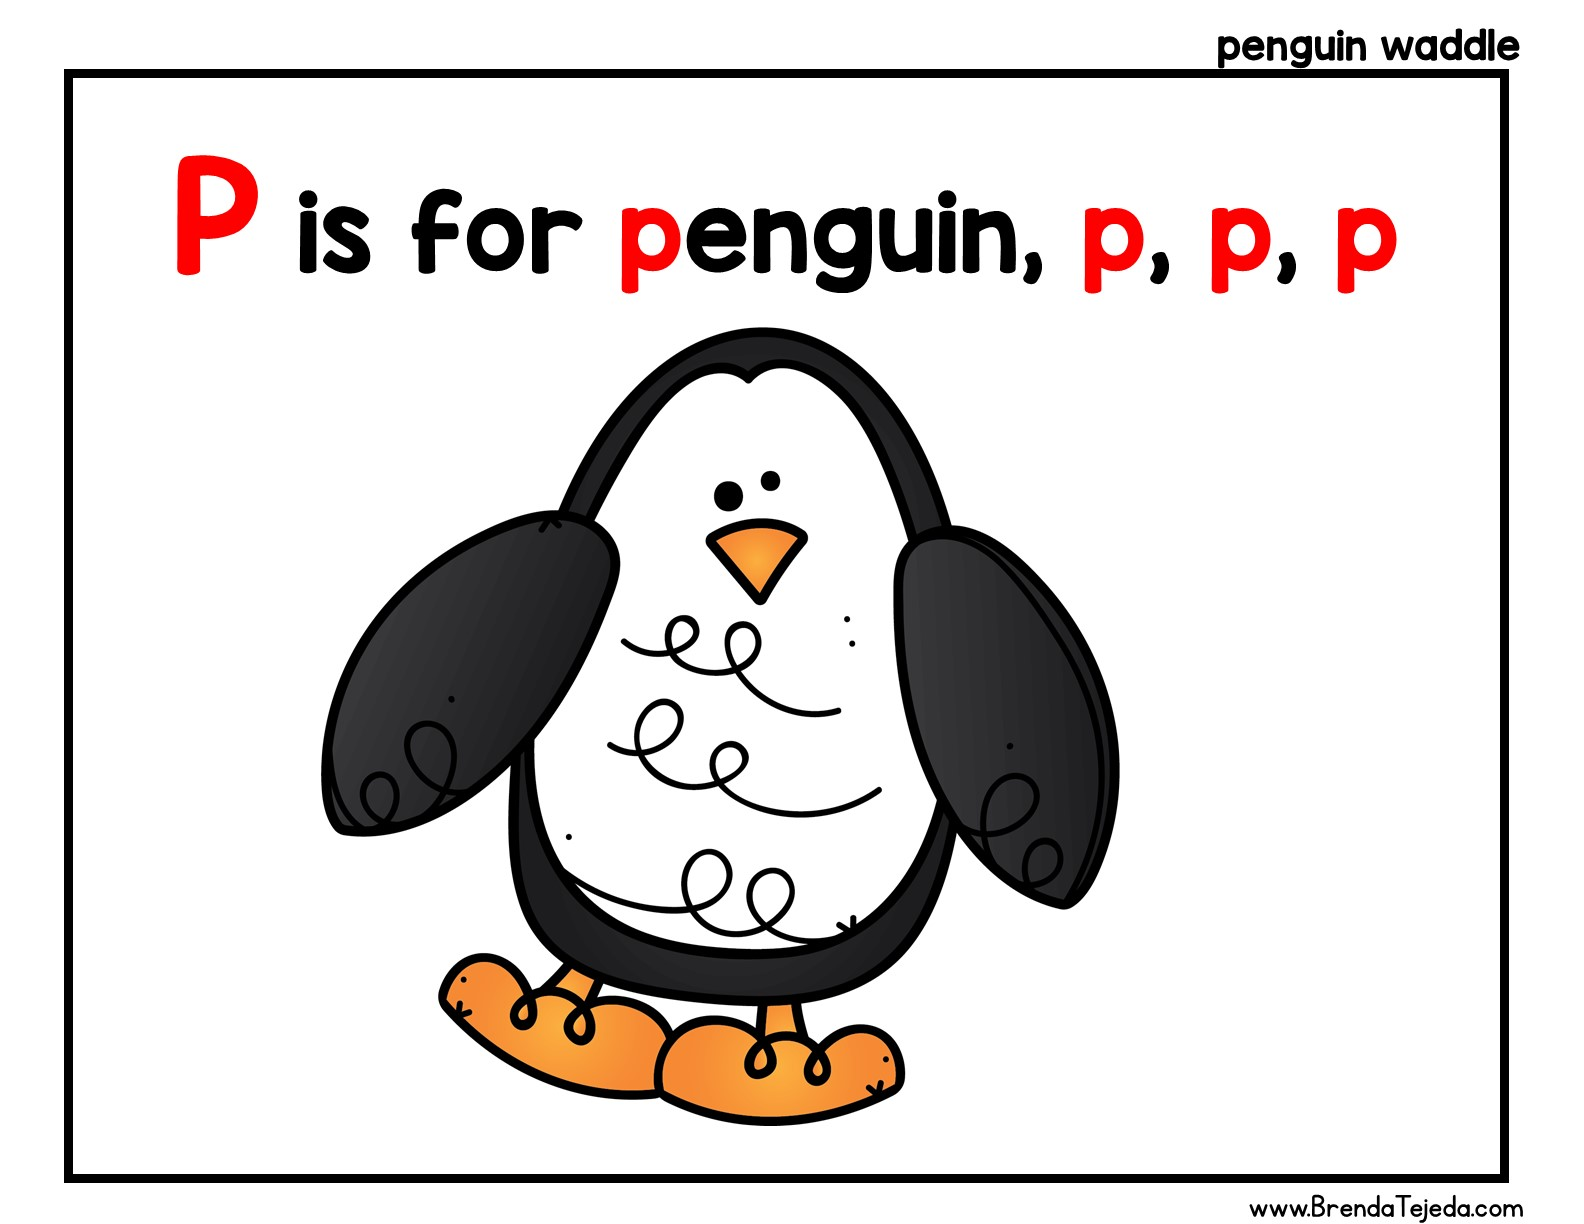 penguin waddle
P is for penguin, p, p, p
www.BrendaTejeda.com